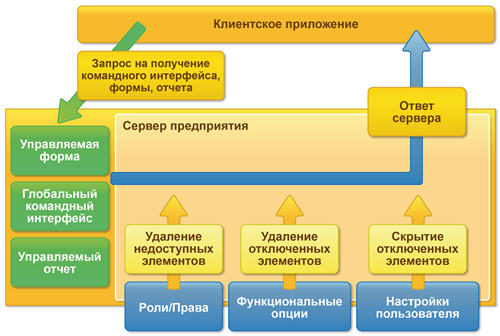 Клиентское приложение
Запрос на получение
командного интерфейса,
формы, отчета
Ответ
сервера
Сервер предприятия
Управляемая
форма
Глобальный
командный
интерфейс
Управляемый
отчет
Удаление
недоступных
элементов
Удаление
отключенных
элементов
Скрытие
отключенных
элементов
Роли/Права
Функциональные
опции
Настройки
пользователя